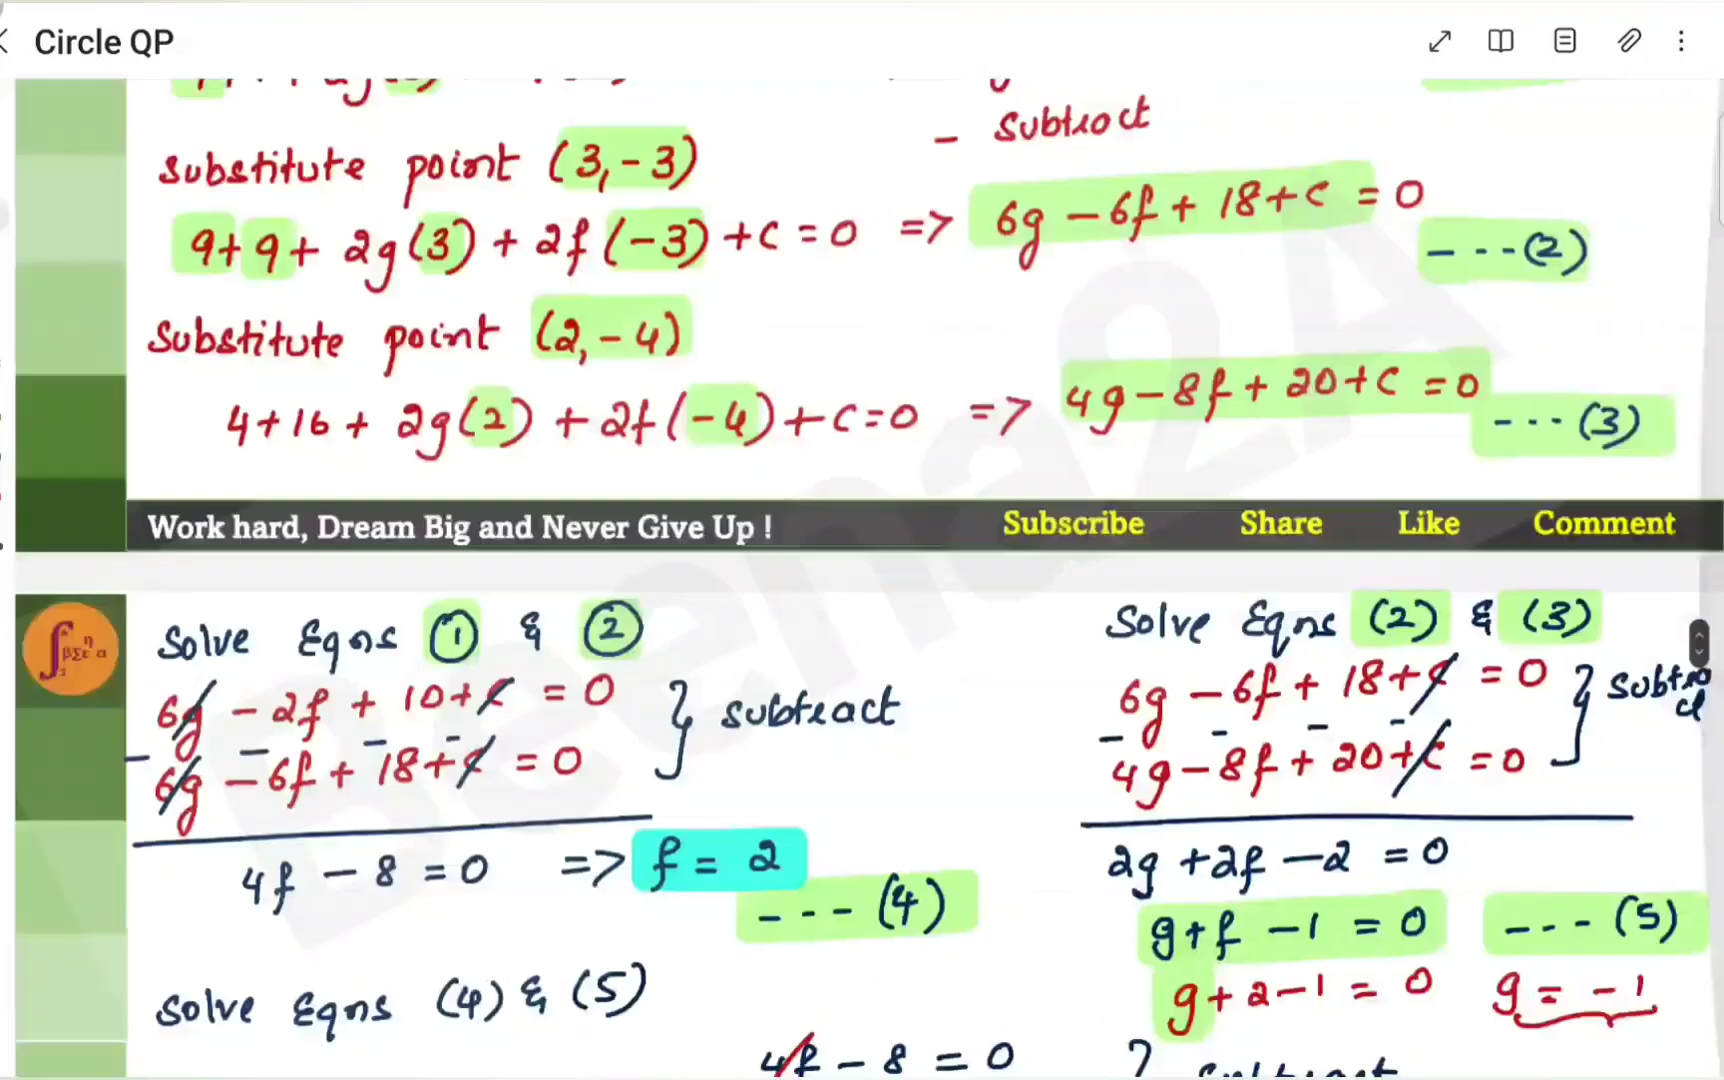 Circle QP
- Subtract
Substitute point (3,-3)
9+9+ 2g(3) + 2f(-3)+c=0 => 6g-6f+18+c=0
----(2)
Substitute point (2,-4)
4+16+ 2g(2) + 2f(-4)+c=0 => 4g-8f+20+c=0
----(3)
Work hard, Dream Big and Never Give Up ! Subscribe Share Like Comment
Solve Eqns ① & ②
6g - 2f + 10+c = 0
- 6g - 6f + 18+c = 0
} subtract
4f - 8 = 0 => f = 2
---- (4)
Solve Eqns (2) & (3)
6g - 6f + 18+c = 0
- 4g - 8f + 20+c = 0
} subtract
2g +2f -2 = 0
g+f -1 = 0 ---- (5)
g+2-1 = 0 g = -1
Solve Eqns (4) & (5)
4f - 8 = 0
Beena2A